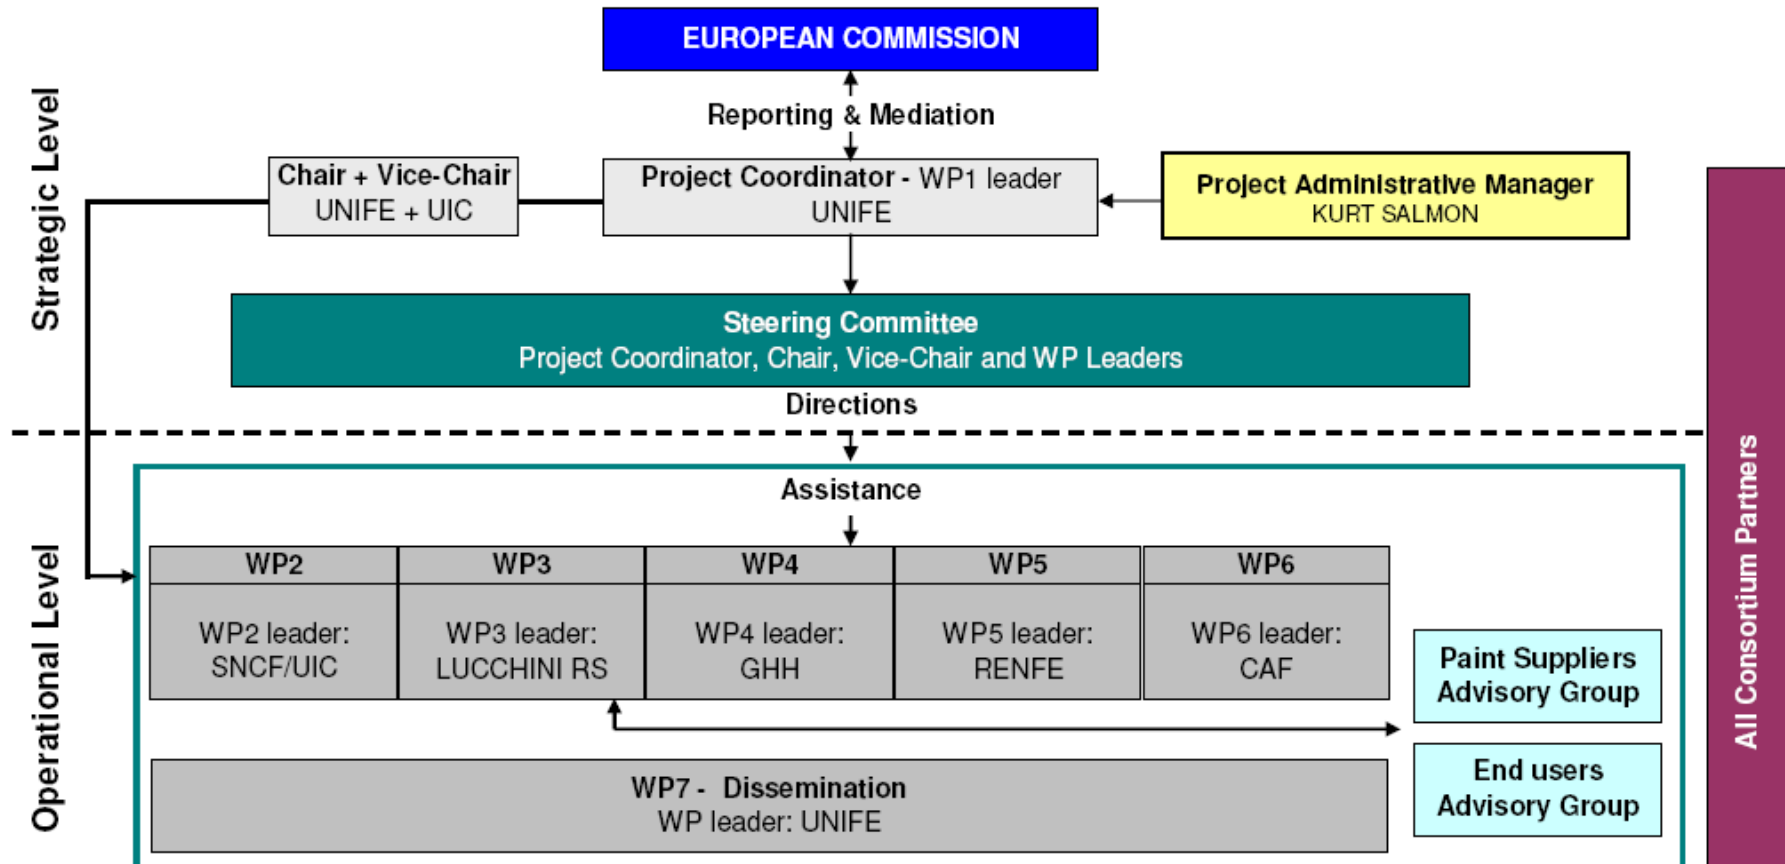 EUROPEAN COMMISSION
Reporting & Mediation
Strategic Level
Chair + Vice-Chair
UNIFE + UIC
Project Coordinator - WP1 leader
UNIFE
Project Administrative Manager
KURT SALMON
Steering Committee
Project Coordinator, Chair, Vice-Chair and WP Leaders
Directions
All Consortium Partners
Operational Level
Assistance
WP2
WP2 leader:
SNCF/UIC
WP3
WP3 leader:
LUCCHINI RS
WP4
WP4 leader:
GHH
WP5
WP5 leader:
RENFE
WP6
WP6 leader:
CAF
Paint Suppliers
Advisory Group
End users
Advisory Group
WP7 - Dissemination
WP leader: UNIFE